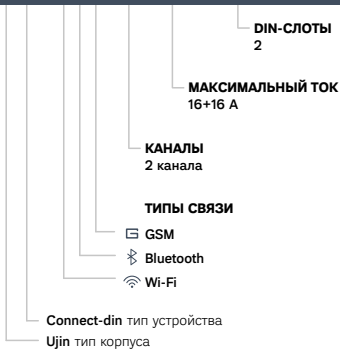 DIN-СЛОТЫ
2
МАКСИМАЛЬНЫЙ ТОК
16+16 А
КАНАЛЫ
2 канала
ТИПЫ СВЯЗИ
GSM
Bluetooth
Wi-Fi
Connect-din тип устройства
Ujin тип корпуса